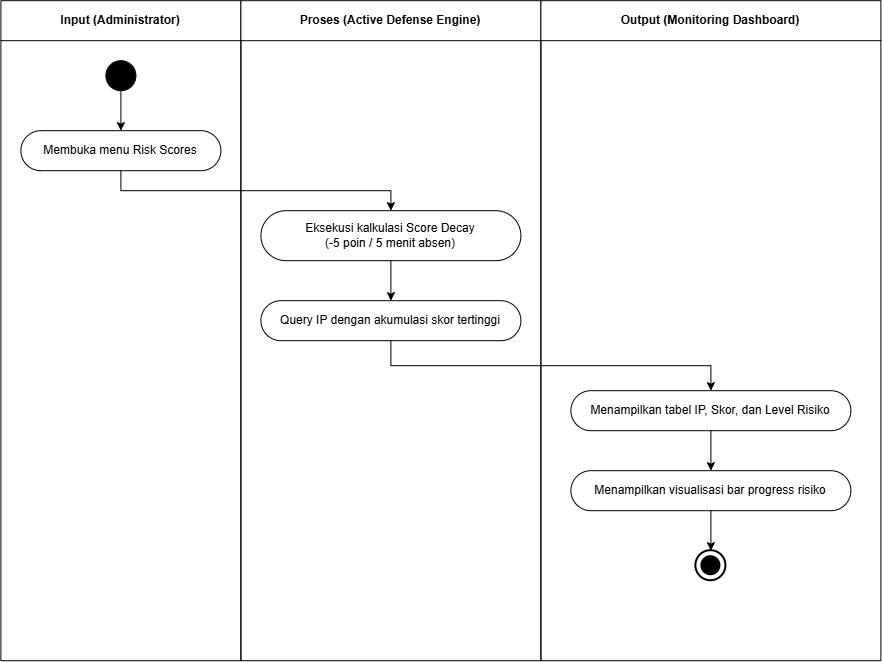 Input (Administrator)
Proses (Active Defense Engine)
Output (Monitoring Dashboard)
Membuka menu Risk Scores
Eksekusi kalkulasi Score Decay
(-5 poin / 5 menit absen)
Query IP dengan akumulasi skor tertinggi
Menampilkan tabel IP, Skor, dan Level Risiko
Menampilkan visualisasi bar progress risiko